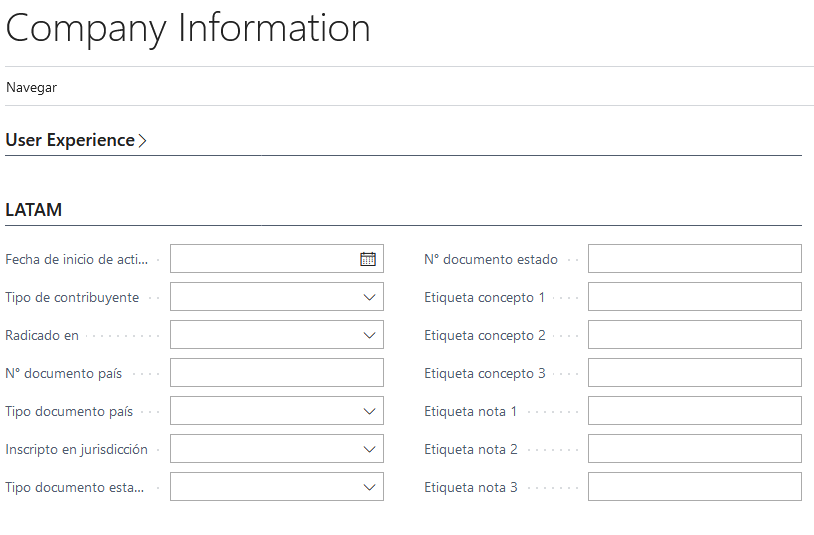 Company Information
Navegar
User Experience
LATAM
Fecha de inicio de acti...
Tipo de contribuyente
Radicado en
N° documento país
Tipo documento país
Inscripto en jurisdicción
Tipo documento esta...
N° documento estado
Etiqueta concepto 1
Etiqueta concepto 2
Etiqueta concepto 3
Etiqueta nota 1
Etiqueta nota 2
Etiqueta nota 3